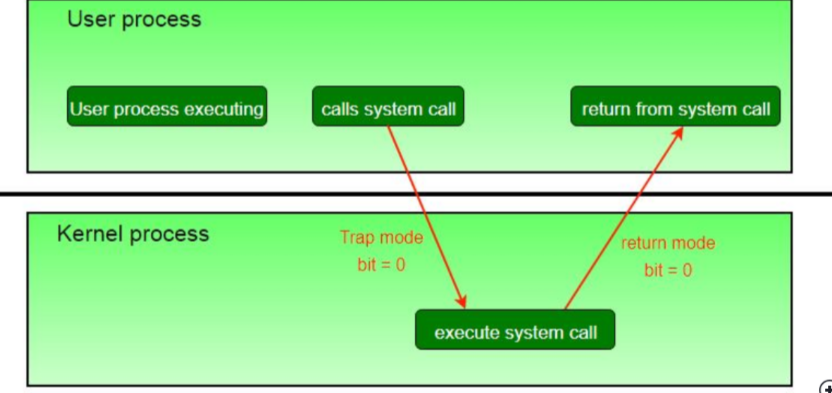 User process
User process executing
calls system call
return from system call
Kernel process
Trap mode
bit = 0
return mode
bit = 0
execute system call